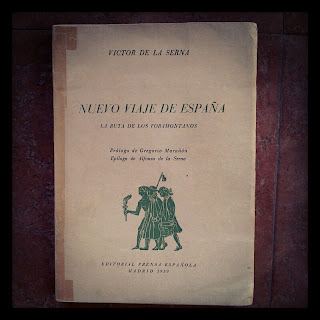 VICTOR DE LA SERNA
NUEVO VIAJE DE ESPAÑA
LA RUTA DE LOS FORAMONTANOS
Prólogo de Gregorio Marañón
Epílogo de Alfonso de la Serna
EDITORIAL PRENSA ESPAÑOLA
MADRID 1959